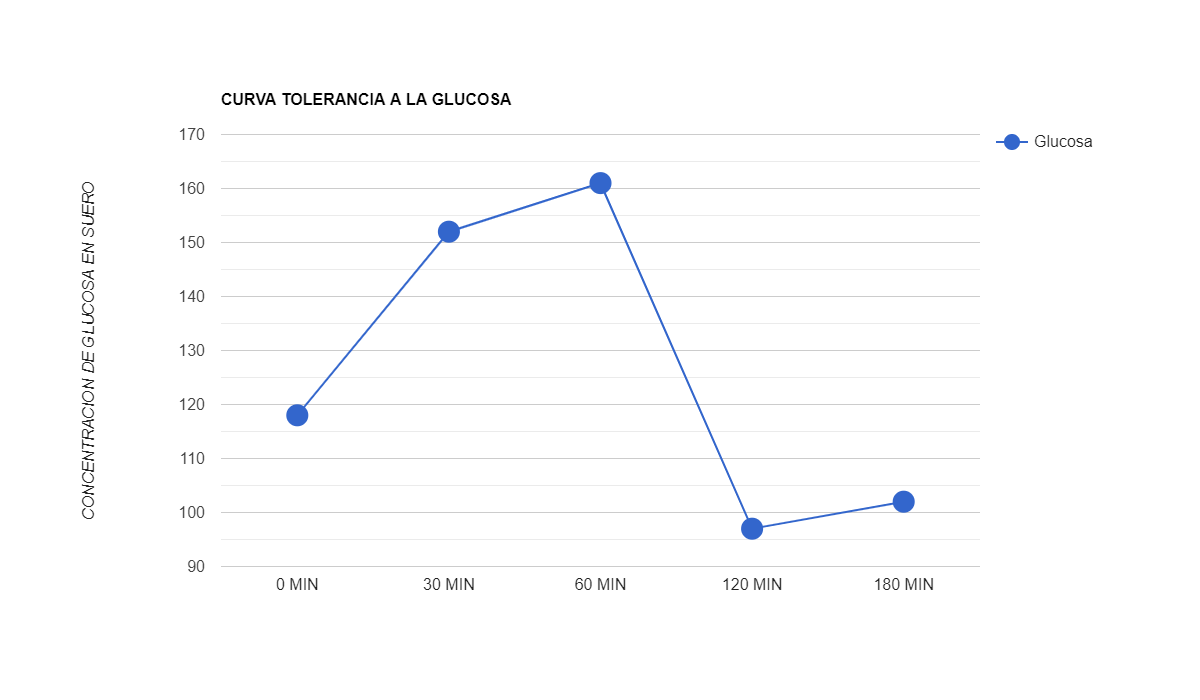 CURVA TOLERANCIA A LA GLUCOSA
Glucosa
CONCENTRACION DE GLUCOSA EN SUERO
170
160
150
140
130
120
110
100
90
0 MIN
30 MIN
60 MIN
120 MIN
180 MIN